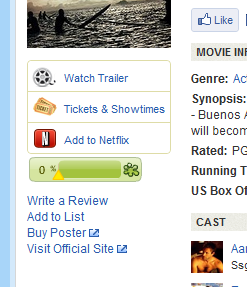 Like
MOVIE INF
Genre: Ac
Synopsis:
- Buenos A
will becom
Rated: PG
Running T
US Box Of
CAST
Aar
Ssg
Watch Trailer
Tickets & Showtimes
N Add to Netflix
0 %
Write a Review
Add to List
Buy Poster
Visit Official Site